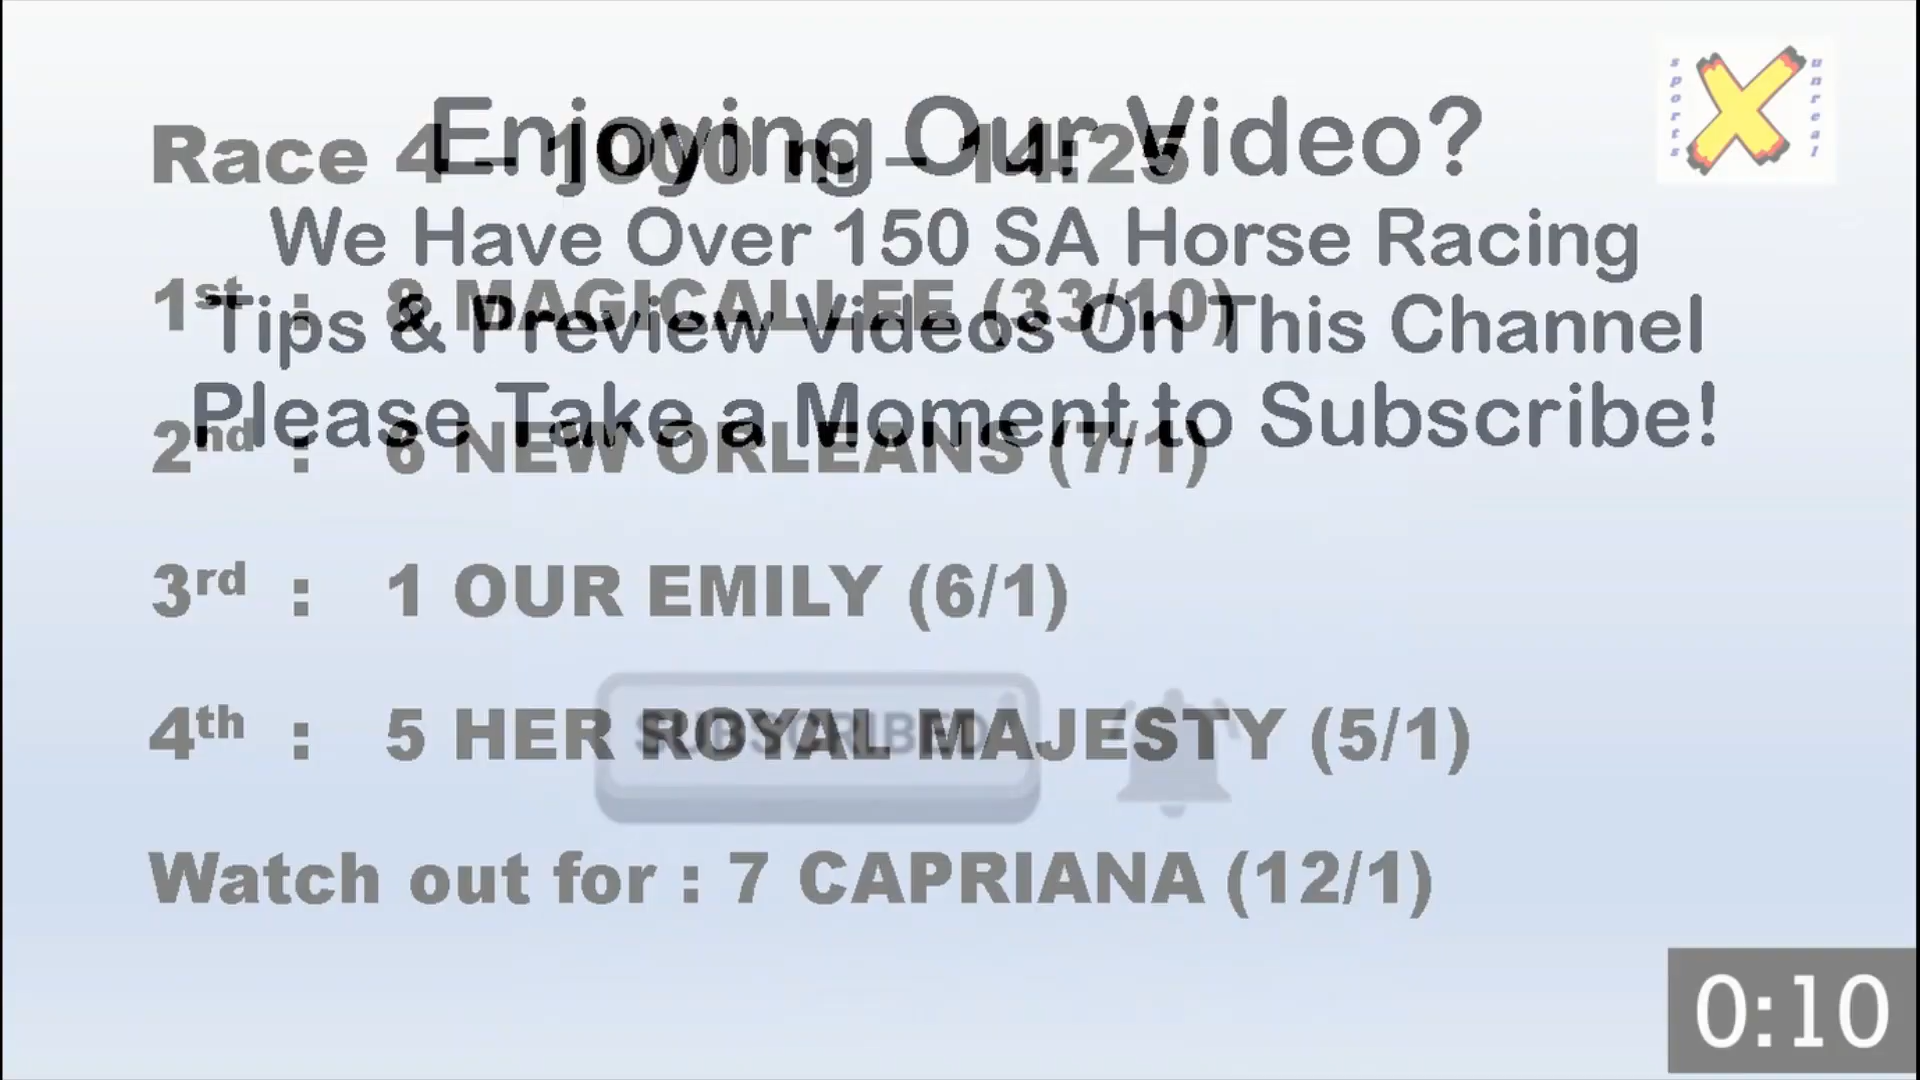 Enjoying Our Video?
We Have Over 150 SA Horse Racing
Tips & Preview Videos On This Channel
Please Take a Moment to Subscribe!
Race 4 – 1000 m – 14:25
1st : 8 MAGICALLEE (33/10)
2nd : 6 NEW ORLEANS (7/1)
3rd : 1 OUR EMILY (6/1)
4th : 5 HER ROYAL MAJESTY (5/1)
SUBSCRIBED
Watch out for : 7 CAPRIANA (12/1)
sports
unreal
0:10